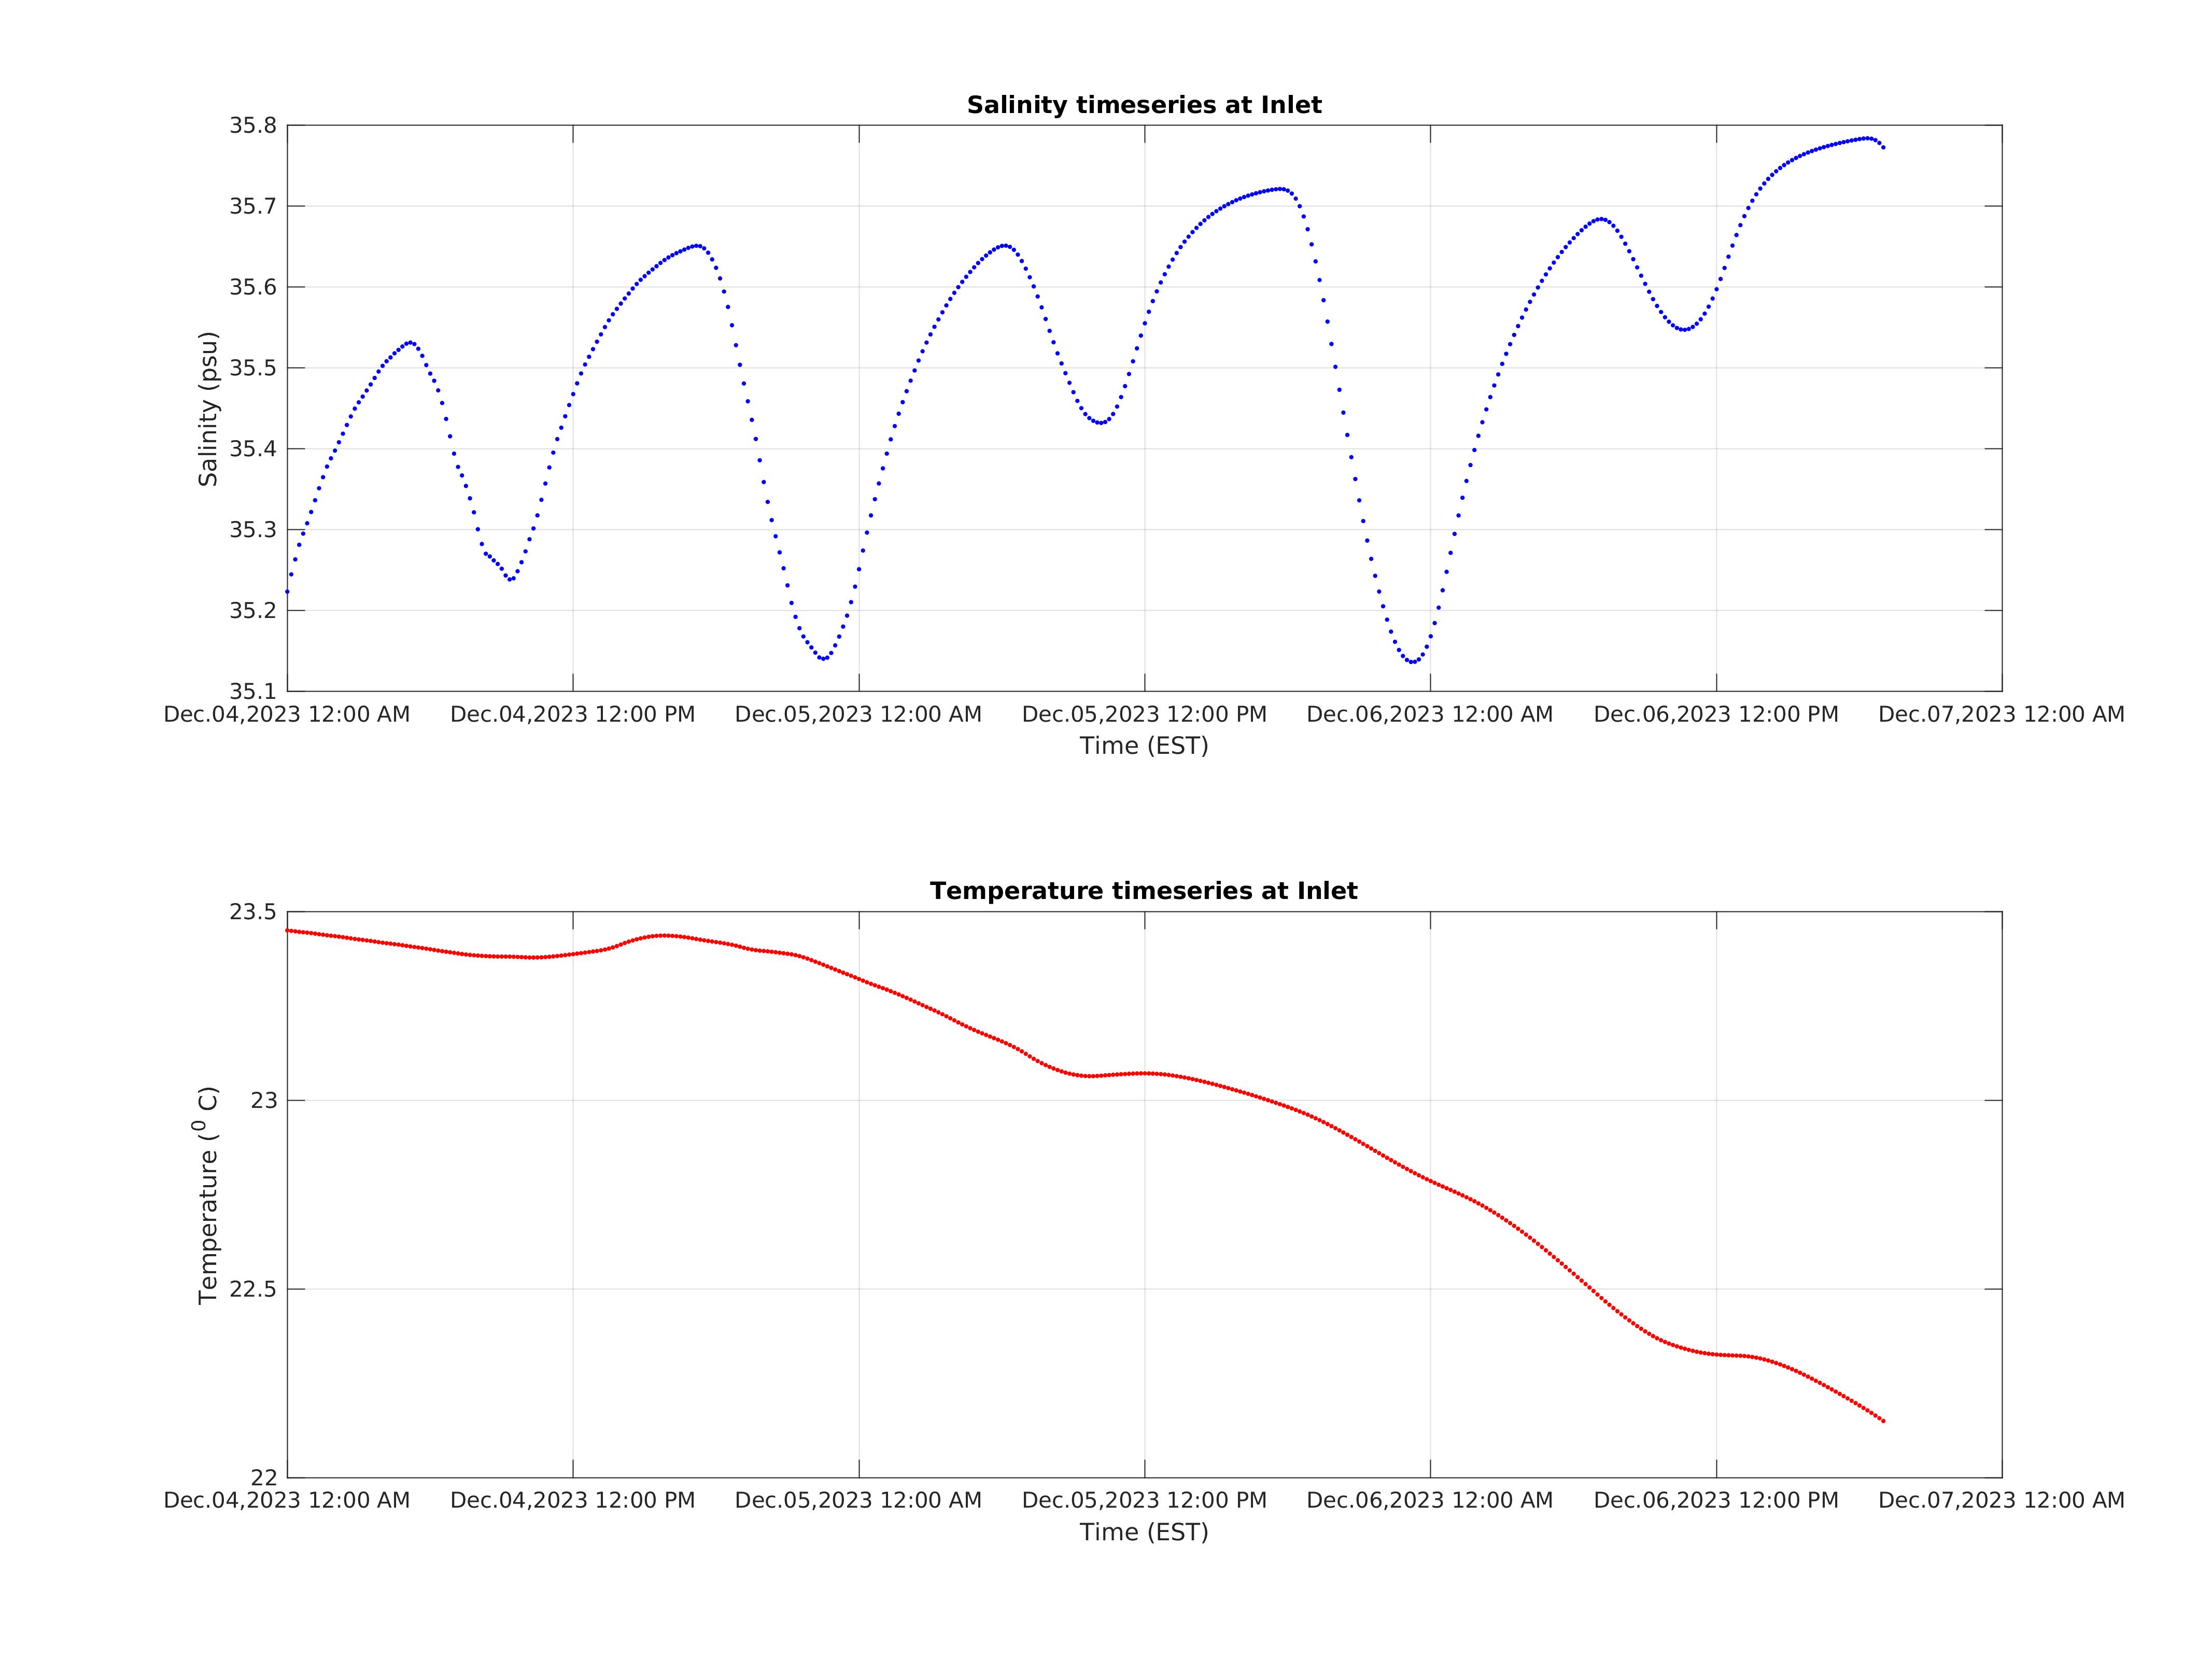 Salinity timeseries at Inlet
35.8
35.7
35.6
35.5
35.4
35.3
35.2
35.1
Salinity (psu)
Dec.04,2023 12:00 AM Dec.04,2023 12:00 PM Dec.05,2023 12:00 AM Dec.05,2023 12:00 PM Dec.06,2023 12:00 AM Dec.06,2023 12:00 PM Dec.07,2023 12:00 AM
Time (EST)
Temperature timeseries at Inlet
23.5
23
22.5
22
Temperature (⁰ C)
Dec.04,2023 12:00 AM Dec.04,2023 12:00 PM Dec.05,2023 12:00 AM Dec.05,2023 12:00 PM Dec.06,2023 12:00 AM Dec.06,2023 12:00 PM Dec.07,2023 12:00 AM
Time (EST)